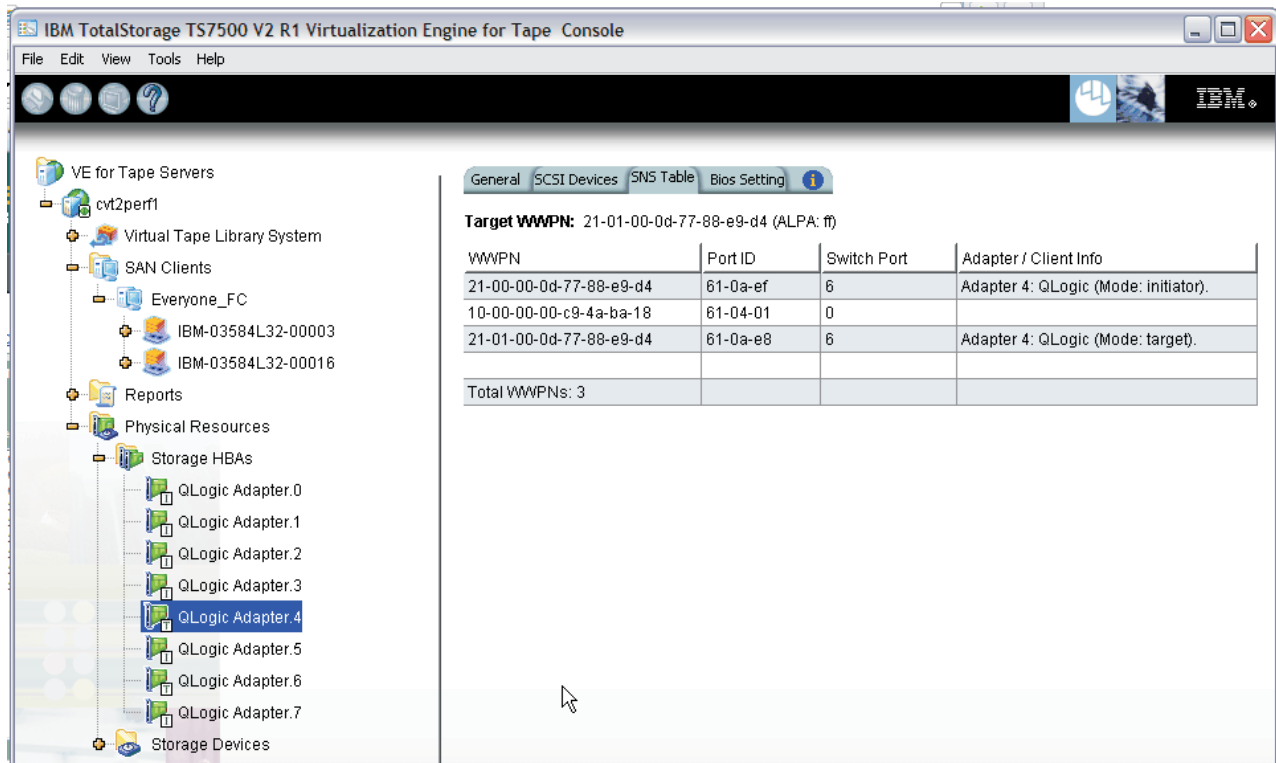 IBM TotalStorage TS7500 V2 R1 Virtualization Engine for Tape  Console
File Edit View Tools Help
IBM
VE for Tape Servers
cvt2perf1
Virtual Tape Library System
SAN Clients
Everyone_FC
IBM-03584L32-00003
IBM-03584L32-00016
Reports
Physical Resources
Storage HBAs
QLogic Adapter.0
QLogic Adapter.1
QLogic Adapter.2
QLogic Adapter.3
QLogic Adapter.4
QLogic Adapter.5
QLogic Adapter.6
QLogic Adapter.7
Storage Devices
General SCSI Devices SNS Table Bios Setting
Target WWPN: 21-01-00-0d-77-88-e9-d4 (ALPA: ff)
WWPN Port ID Switch Port Adapter / Client Info
21-00-00-0d-77-88-e9-d4 61-0a-ef 6 Adapter 4: QLogic (Mode: initiator).
10-00-00-00-c9-4a-ba-18 61-04-01 0
21-01-00-0d-77-88-e9-d4 61-0a-e8 6 Adapter 4: QLogic (Mode: target).
Total WWPNs: 3